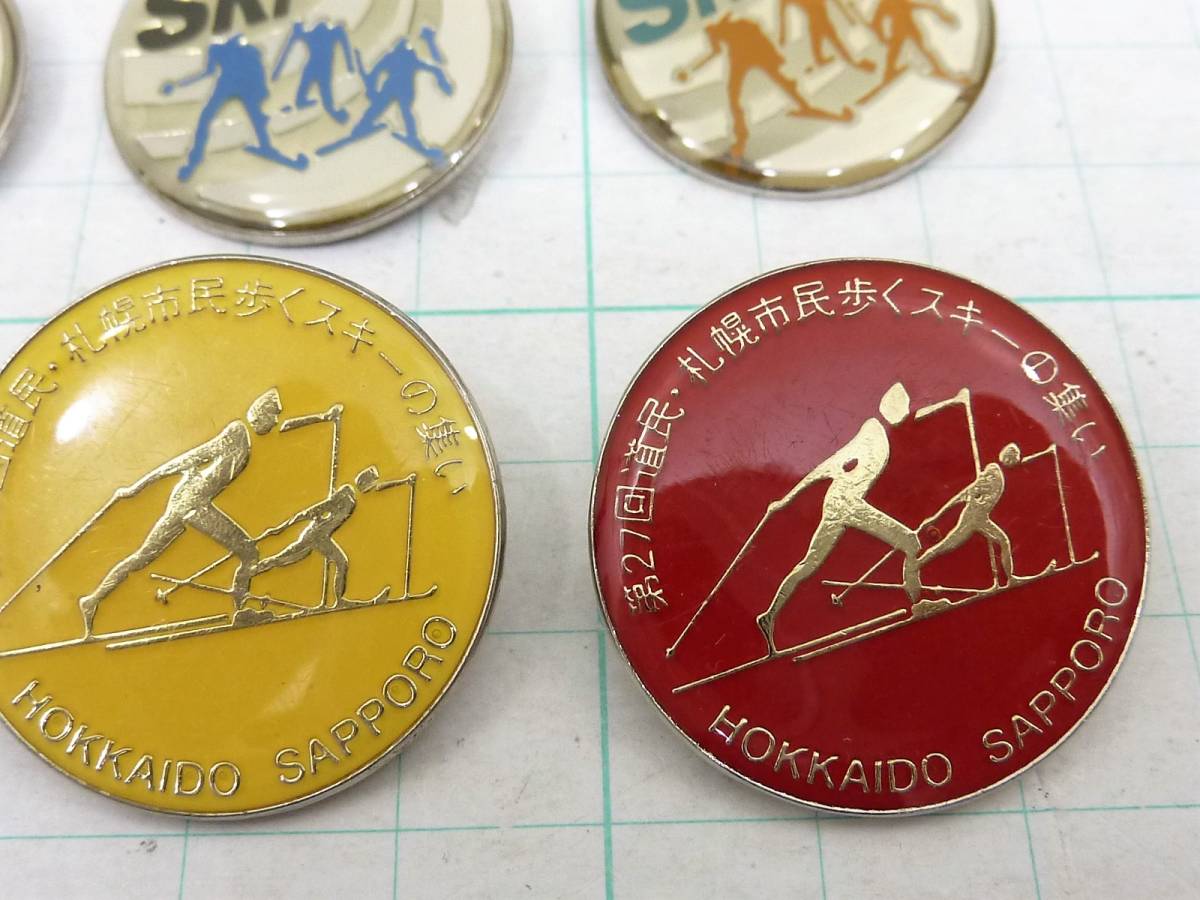 SKI
民・札幌市民歩くスキーの集い
HOKKAIDO SAPPORO
第27回道民・札幌市民歩くスキーの集い
HOKKAIDO SAPPORO